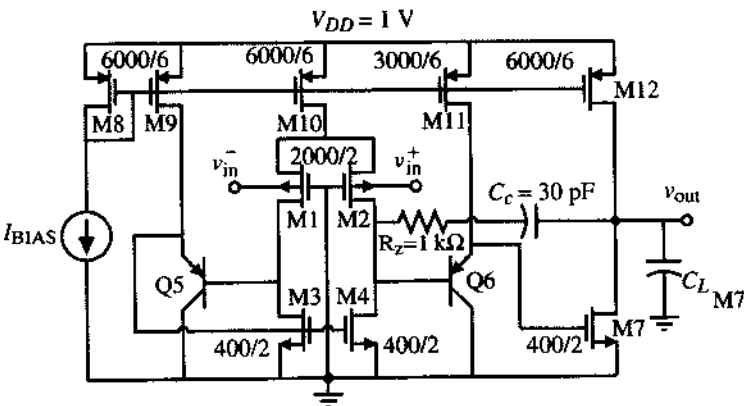 V_DD = 1 V
6000/6
6000/6
3000/6
6000/6
M8
M9
M10
M11
M12
v_in^-
2000/2
v_in^+
M1
M2
C_c = 30 pF
v_out
I_BIAS
R_z=1 kΩ
Q5
Q6
C_L
M7
M3
M4
M7
400/2
400/2
400/2